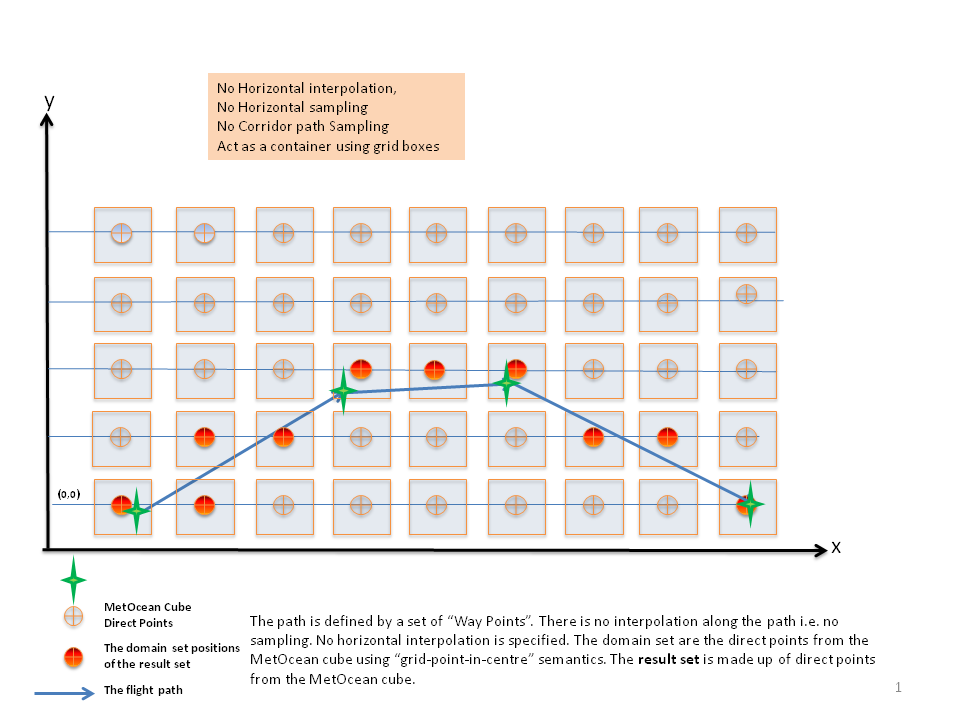 No Horizontal interpolation,
No Horizontal sampling
No Corridor path Sampling
Act as a container using grid boxes
y
(0,0)
x
MetOcean Cube
Direct Points
The domain set positions
of the result set
The flight path
The path is defined by a set of “Way Points”. There is no interpolation along the path i.e. no
sampling. No horizontal interpolation is specified. The domain set are the direct points from the
MetOcean cube using “grid-point-in-centre” semantics. The result set is made up of direct points
from the MetOcean cube.
1